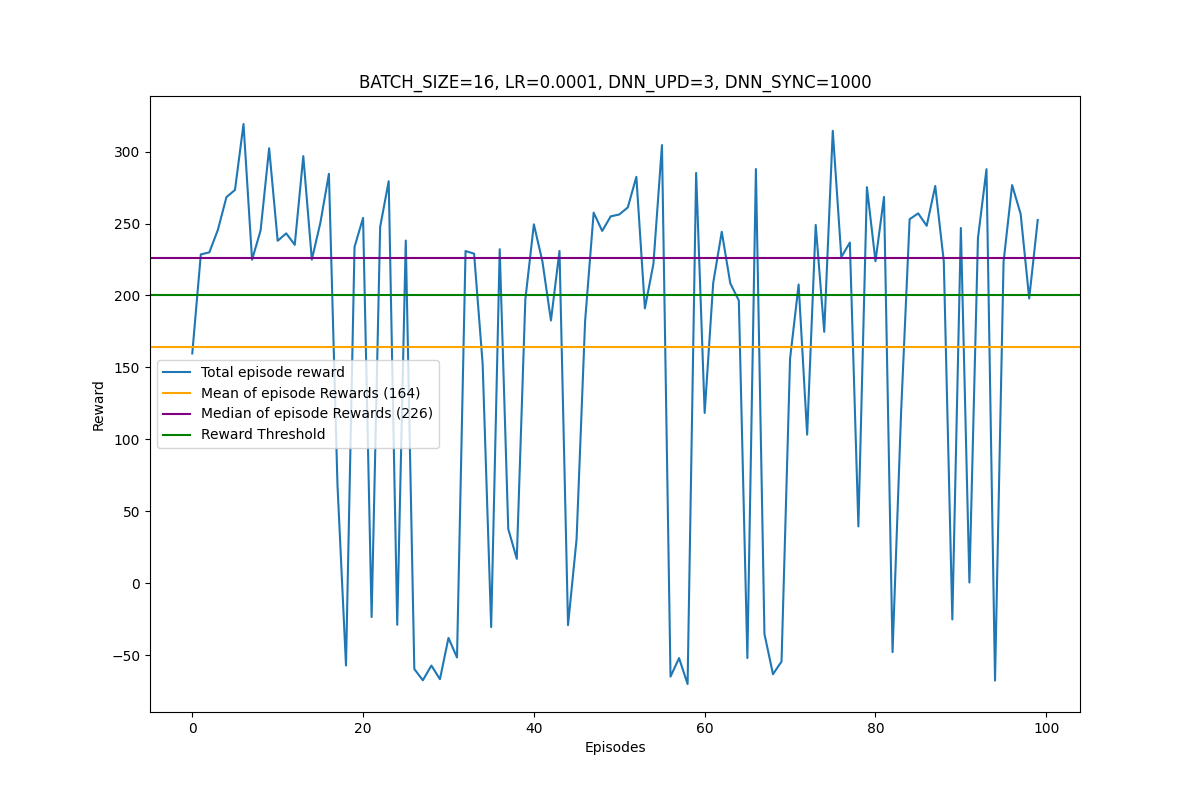 BATCH_SIZE=16, LR=0.0001, DNN_UPD=3, DNN_SYNC=1000
300
250
200
150
100
50
0
−50
Reward
Total episode reward
Mean of episode Rewards (164)
Median of episode Rewards (226)
Reward Threshold
0 20 40 60 80 100
Episodes